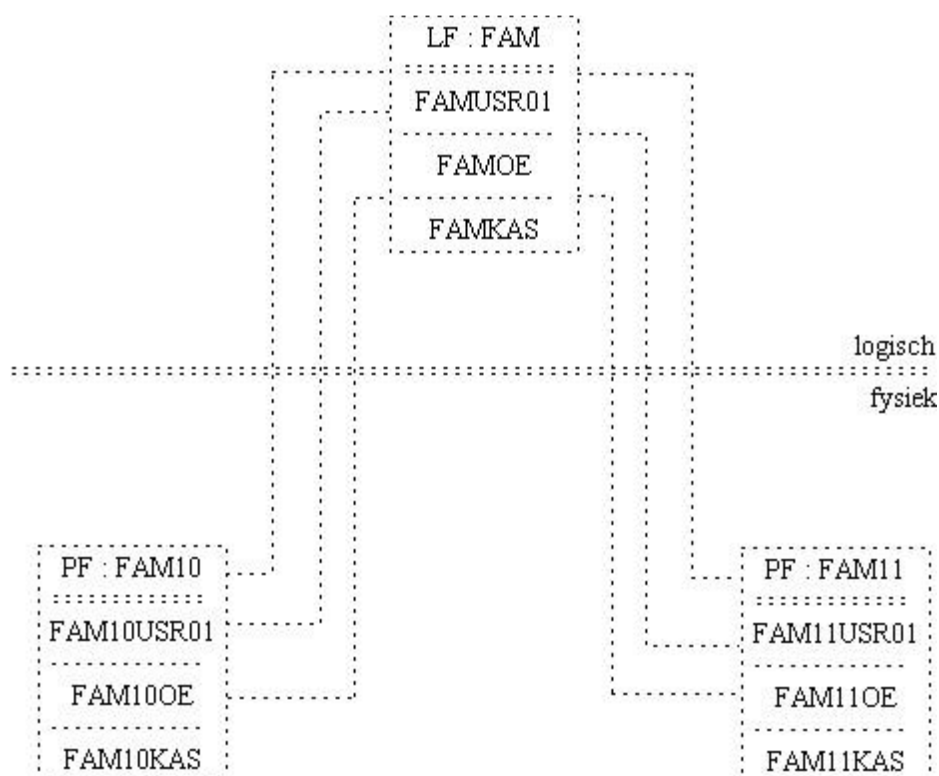 LF : FAM
FAMUSR01
FAMOE
FAMKAS
logisch
fysiek
PF : FAM10
FAM10USR01
FAM10OE
FAM10KAS
PF : FAM11
FAM11USR01
FAM11OE
FAM11KAS